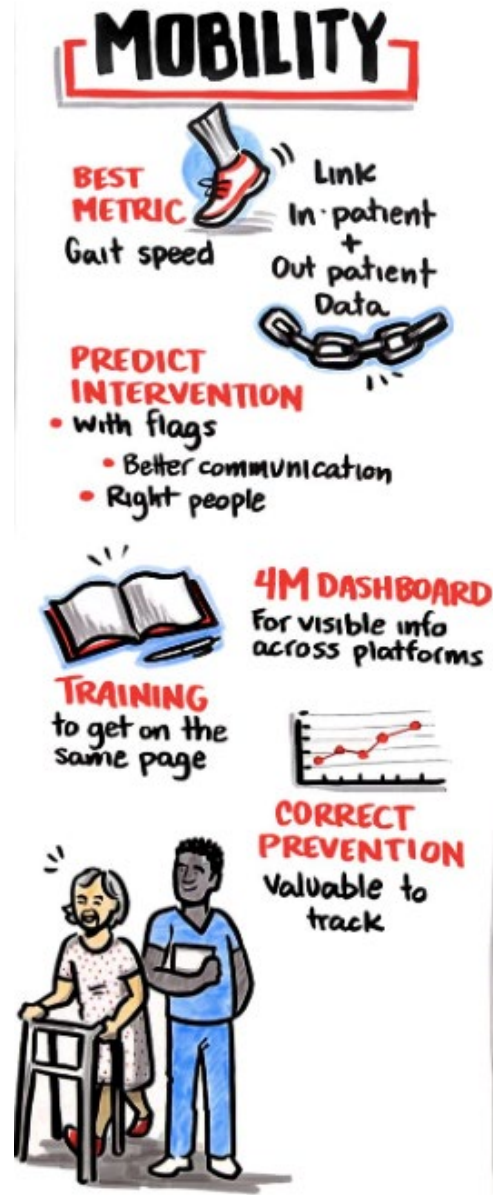 MOBILITY
BEST
METRIC
Gait speed
Link
In-patient
+
Out patient
Data
PREDICT
INTERVENTION
• with flags
• Better communication
• Right people
4M DASHBOARD
For visible info
across platforms
TRAINING
to get on the
same page
CORRECT
PREVENTION
Valuable to
track